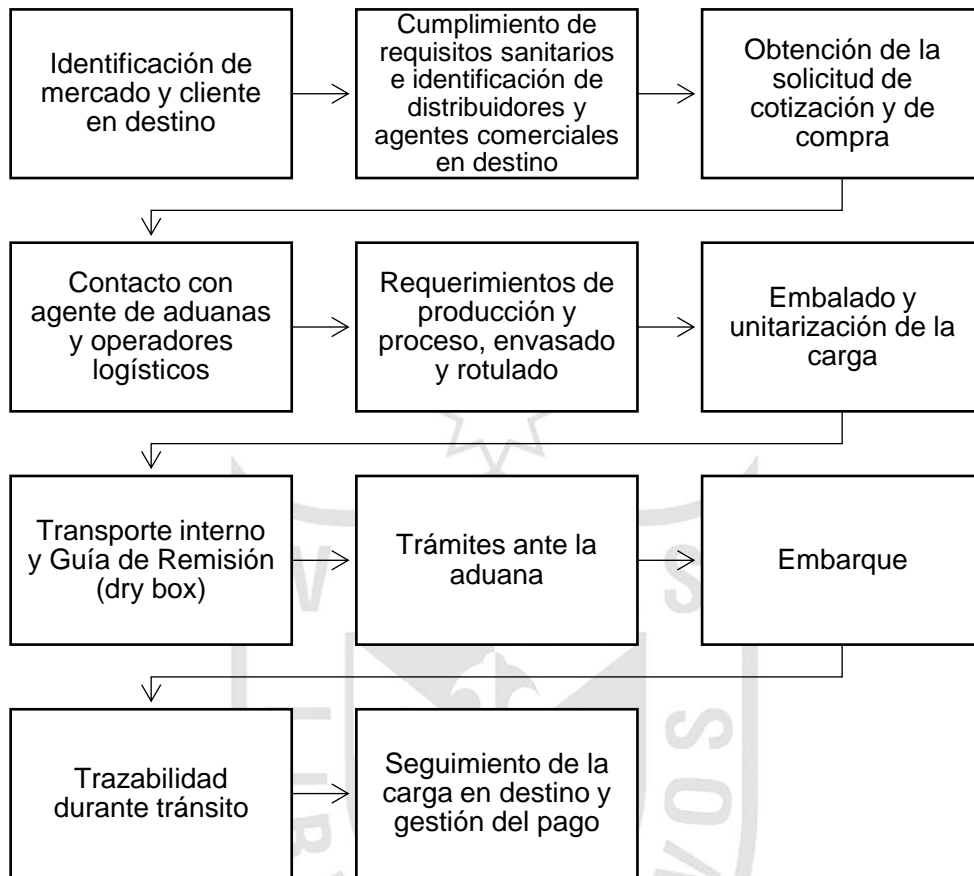 Identificación de
mercado y cliente
en destino
Cumplimiento de
requisitos sanitarios
e identificación de
distribuidores y
agentes comerciales
en destino
Obtención de la
solicitud de
cotización y de
compra
Contacto con
agente de aduanas
y operadores
logísticos
Requerimientos de
producción y
proceso, envasado
y rotulado
Embalado y
unitarización de la
carga
Transporte interno
y Guía de Remisión
(dry box)
Trámites ante la
aduana
Embarque
Trazabilidad
durante tránsito
Seguimiento de la
carga en destino y
gestión del pago